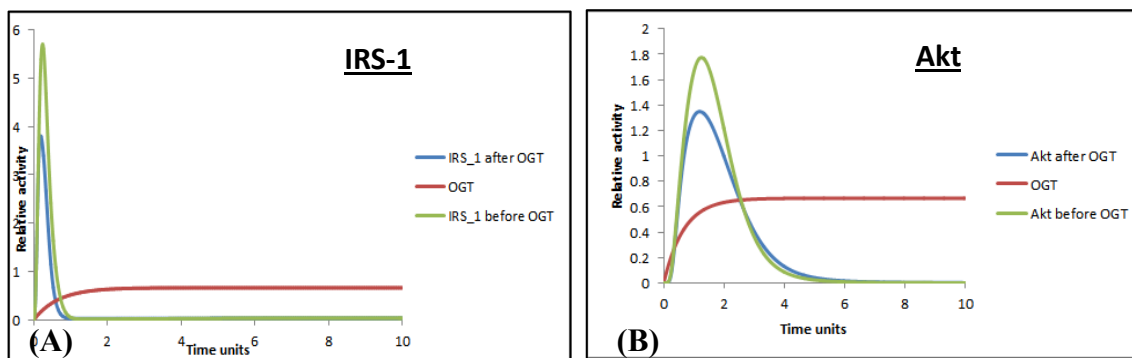 IRS-1
6
5
4
3
2
1
0
Relative activity
IRS_1 after OGT
OGT
IRS_1 before OGT
0 2 4 6 8 10
Time units
(A)
Akt
2
1.8
1.6
1.4
1.2
1
0.8
0.6
0.4
0.2
0
Relative activity
Akt after OGT
OGT
Akt before OGT
0 2 4 6 8 10
Time units
(B)